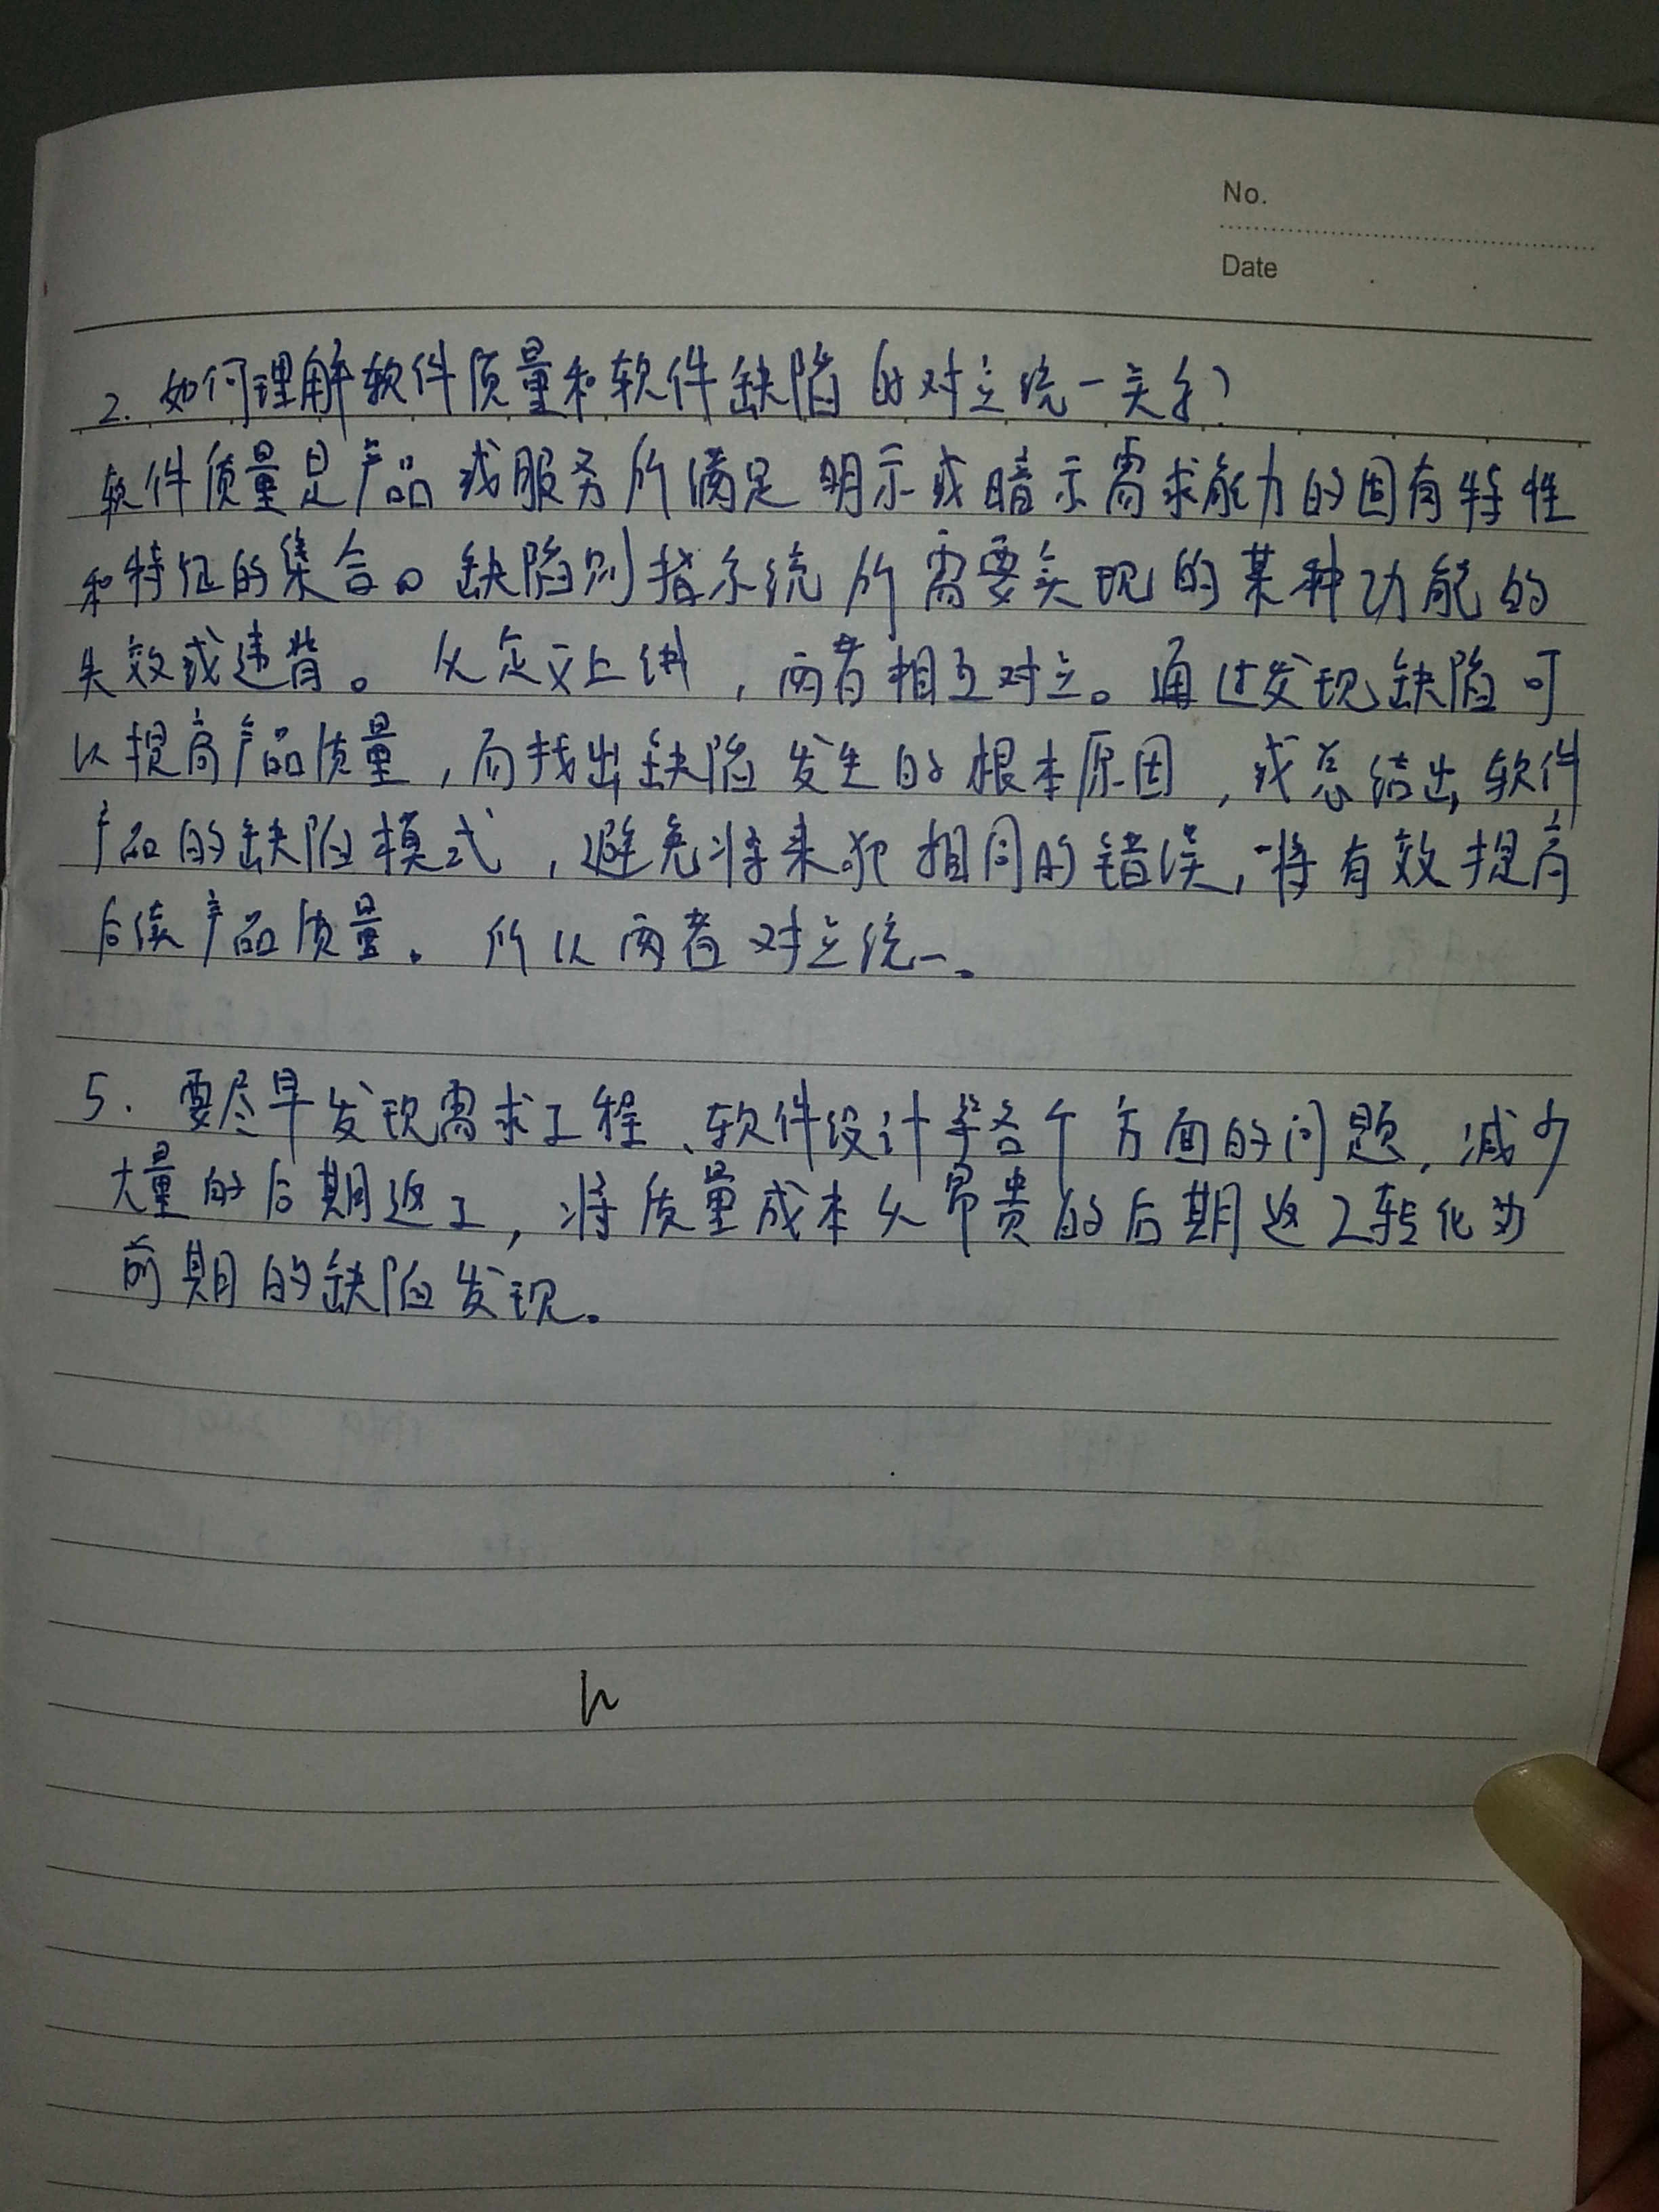 No.
Date
2. 如何理解软件质量和软件缺陷的对立统一关系?
软件质量是产品或服务所满足明示或暗示需求能力的固有特性
和特征的集合。缺陷则指系统所需要实现的某种功能的
失效或违背。从定义上讲,两者相互对立。通过发现缺陷可
以提高产品质量,而找出缺陷发生的根本原因,或总结出软件
产品的缺陷模式,避免将来犯相同的错误,将有效提高
后续产品质量。所以两者对立统一。
5. 要尽早发现需求工程、软件设计等各个方面的问题,减少
大量的后期返工,将质量成本从昂贵的后期返工转化为
前期的缺陷发现。